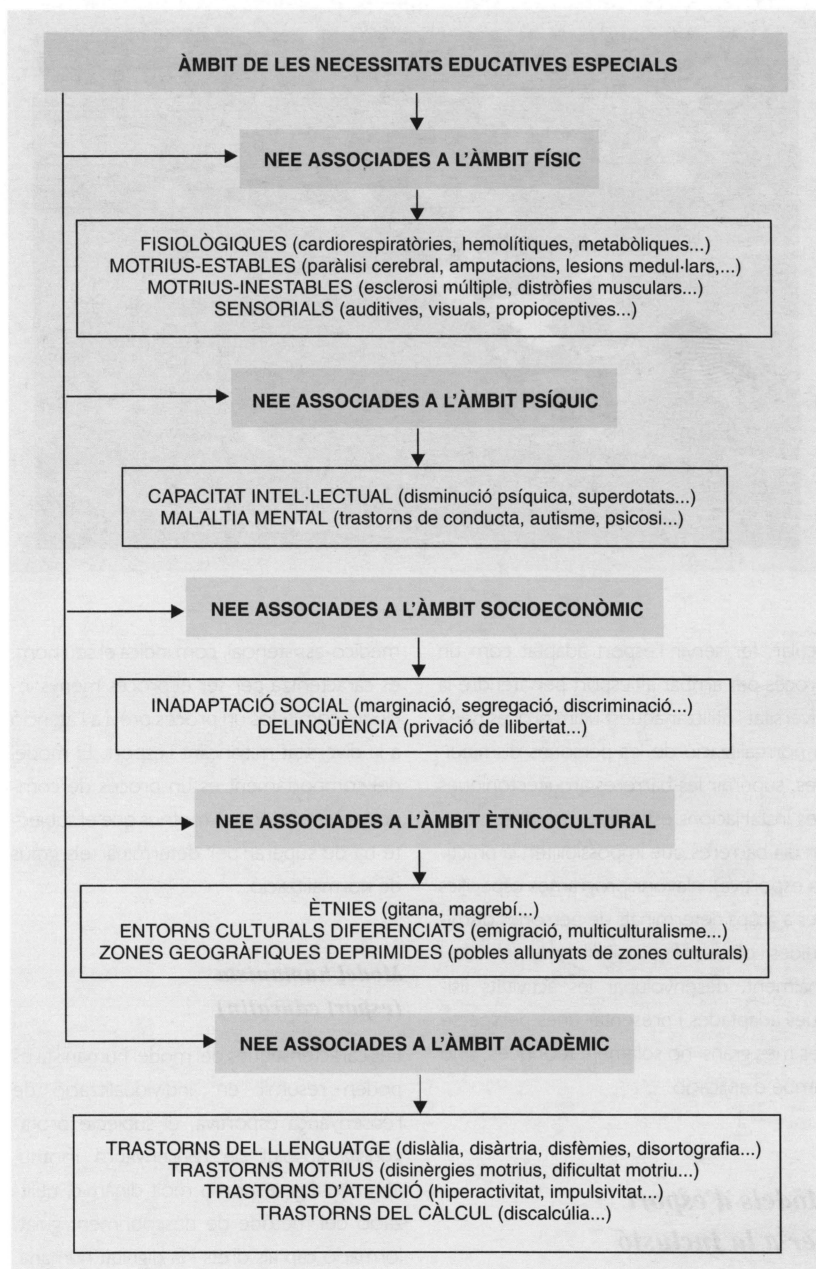 ÀMBIT DE LES NECESSITATS EDUCATIVES ESPECIALS
NEE ASSOCIADES A L'ÀMBIT FÍSIC
FISIOLÒGIQUES (cardiorespiratòries, hemolítiques, metabòliques...)
MOTRIUS-ESTABLES (paràlisi cerebral, amputacions, lesions medul·lars,...)
MOTRIUS-INESTABLES (esclerosi múltiple, distròfies musculars...)
SENSORIALS (auditives, visuals, propioceptives...)
NEE ASSOCIADES A L'ÀMBIT PSÍQUIC
CAPACITAT INTEL·LECTUAL (disminució psíquica, superdotats...)
MALALTIA MENTAL (trastorns de conducta, autisme, psicosi...)
NEE ASSOCIADES A L'ÀMBIT SOCIOECONÒMIC
INADAPTACIÓ SOCIAL (marginació, segregació, discriminació...)
DELINQÜÈNCIA (privació de llibertat...)
NEE ASSOCIADES A L'ÀMBIT ÈTNICOCULTURAL
ÈTNIES (gitana, magrebí...)
ENTORNS CULTURALS DIFERENCIATS (emigració, multiculturalisme...)
ZONES GEOGRÀFIQUES DEPRIMIDES (pobles allunyats de zones culturals)
NEE ASSOCIADES A L'ÀMBIT ACADÈMIC
TRASTORNS DEL LLENGUATGE (dislàlia, disàrtria, disfèmies, disortografia...)
TRASTORNS MOTRIUS (disinèrgies motrius, dificultat motriu...)
TRASTORNS D'ATENCIÓ (hiperactivitat, impulsivitat...)
TRASTORNS DEL CÀLCUL (discalcúlia...)